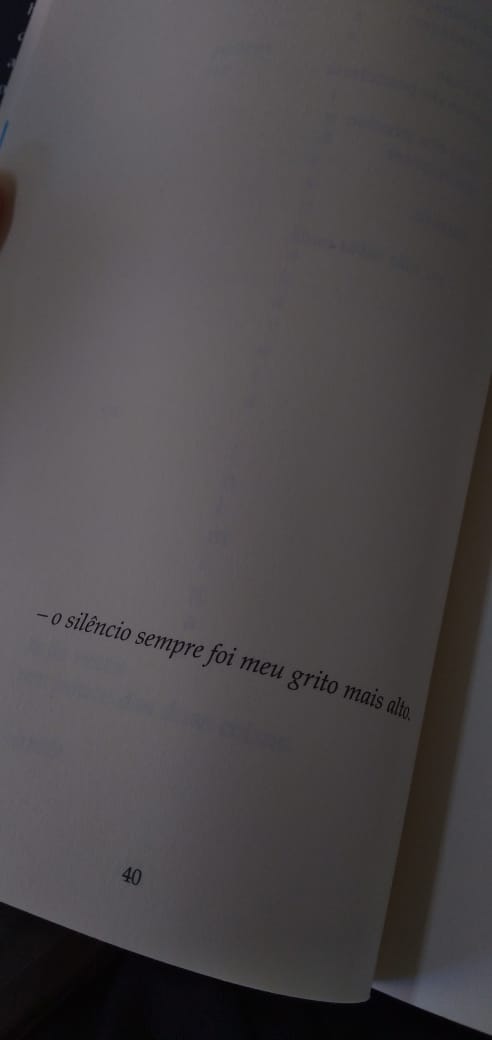 – o silêncio sempre foi meu grito mais alto.
40